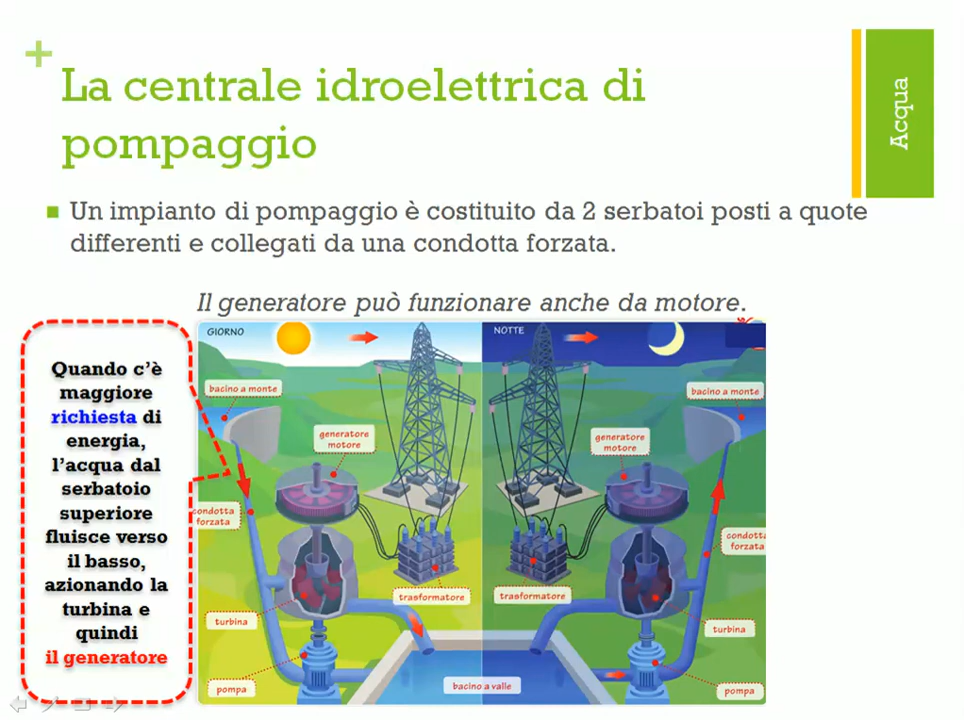 +
La centrale idroelettrica di
pompaggio
Acqua
Un impianto di pompaggio è costituito da 2 serbatoi posti a quote
differenti e collegati da una condotta forzata.
Il generatore può funzionare anche da motore.
Quando c'è
maggiore
richiesta di
energia,
l'acqua dal
serbatoio
superiore
fluisce verso
il basso,
azionando la
turbina e
quindi
il generatore
GIORNO
bacino a monte
generatore
motore
condotta
forzata
trasformatore
turbina
pompa
NOTTE
bacino a monte
generatore
motore
condotta
forzata
trasformatore
turbina
pompa
bacino a valle